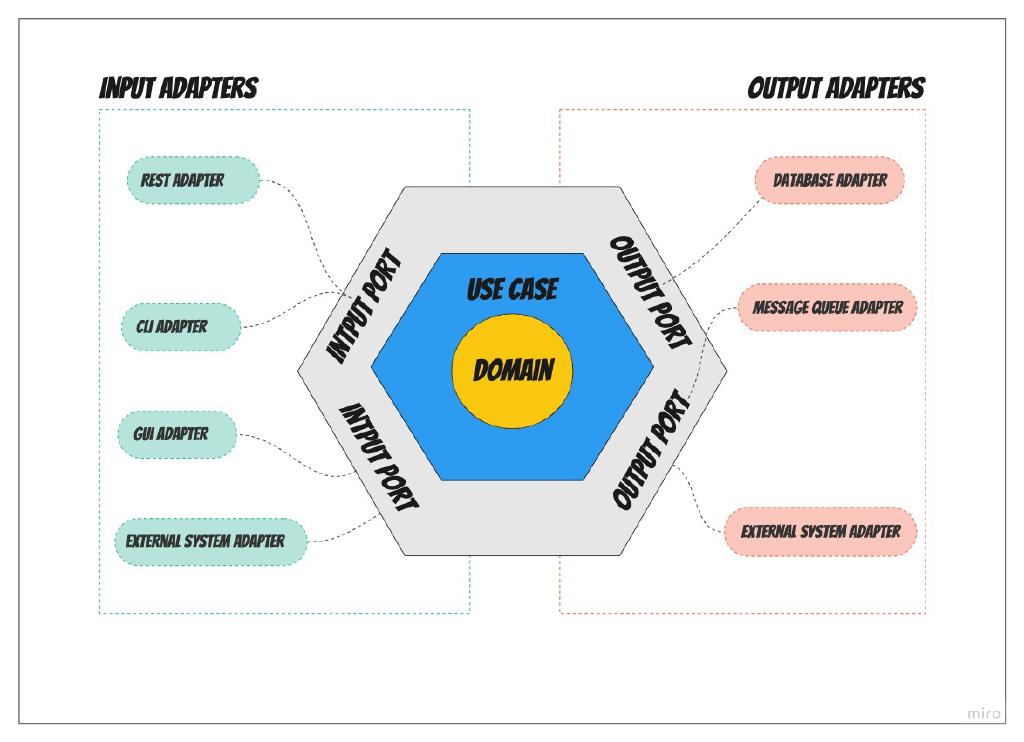 INPUT ADAPTERS
OUTPUT ADAPTERS
REST ADAPTER
CLI ADAPTER
GUI ADAPTER
EXTERNAL SYSTEM ADAPTER
INTPUT PORT
INTPUT PORT
USE CASE
DOMAIN
OUTPUT PORT
OUTPUT PORT
DATABASE ADAPTER
MESSAGE QUEUE ADAPTER
EXTERNAL SYSTEM ADAPTER
miro